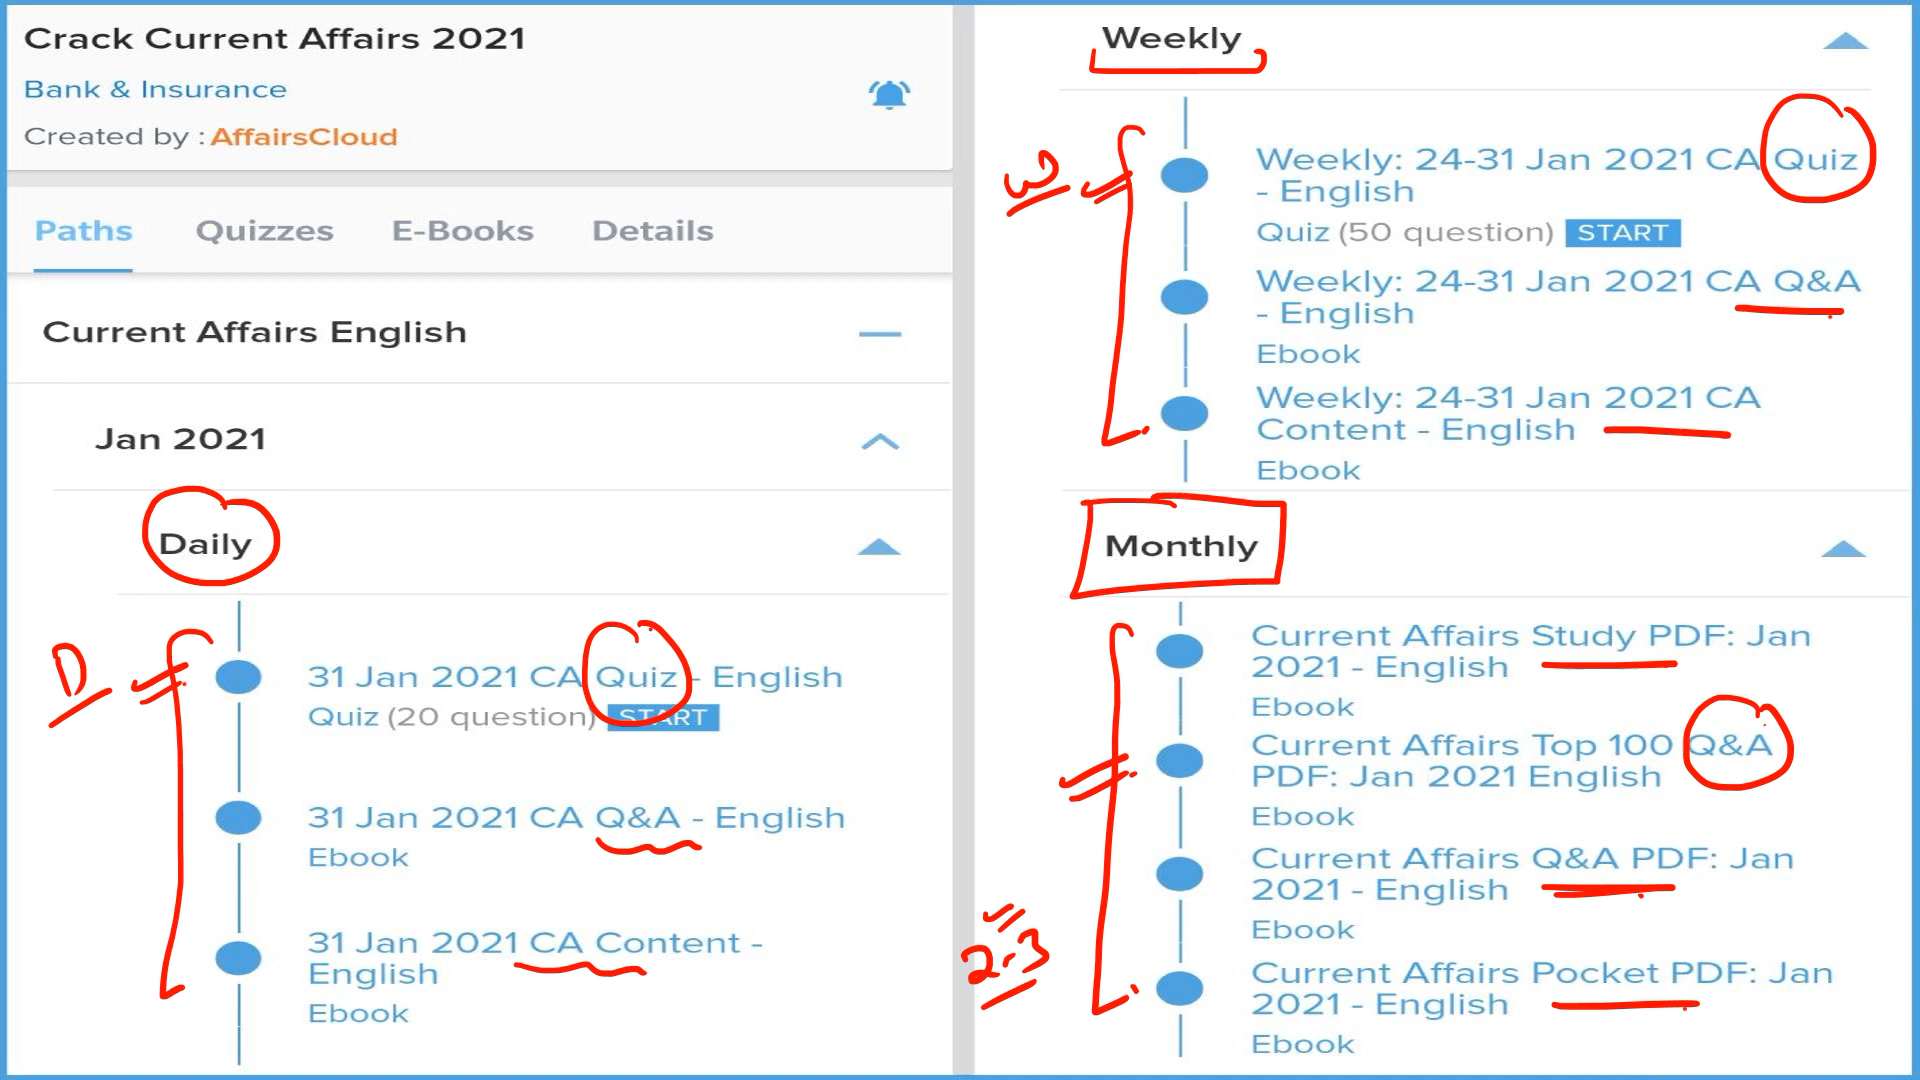 Crack Current Affairs 2021
Bank & Insurance
Created by : AffairsCloud
Paths Quizzes E-Books Details
Current Affairs English
Jan 2021
Daily
D
31 Jan 2021 CA Quiz - English
Quiz (20 question) START
31 Jan 2021 CA Q&A - English
Ebook
31 Jan 2021 CA Content -
English
Ebook
Weekly
W
Weekly: 24-31 Jan 2021 CA Quiz
- English
Quiz (50 question) START
Weekly: 24-31 Jan 2021 CA Q&A
- English
Ebook
Weekly: 24-31 Jan 2021 CA
Content - English
Ebook
Monthly
Current Affairs Study PDF: Jan
2021 - English
Ebook
Current Affairs Top 100 Q&A
PDF: Jan 2021 English
Ebook
Current Affairs Q&A PDF: Jan
2021 - English
Ebook
2-3
Current Affairs Pocket PDF: Jan
2021 - English
Ebook